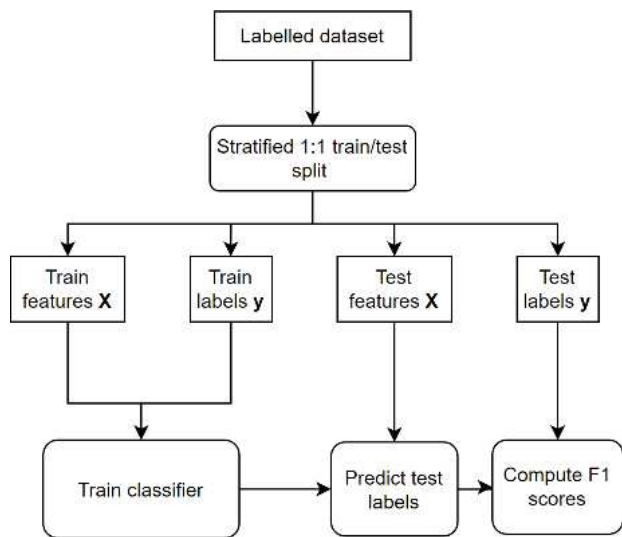 Labelled dataset
Stratified 1:1 train/test
split
Train
features X
Train
labels y
Test
features X
Test
labels y
Train classifier
Predict test
labels
Compute F1
scores